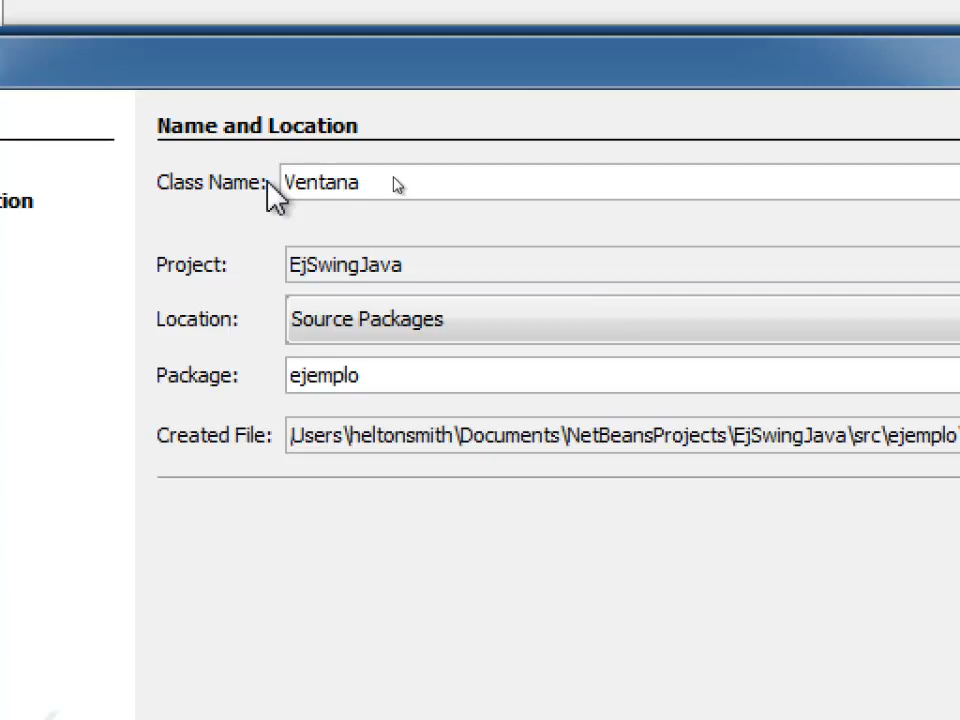 Name and Location
Class Name: Ventana
tion
Project: EjSwingJava
Location: Source Packages
Package: ejemplo
Created File: \Users\heltonsmith\Documents\NetBeansProjects\EjSwingJava\src\ejemplo\